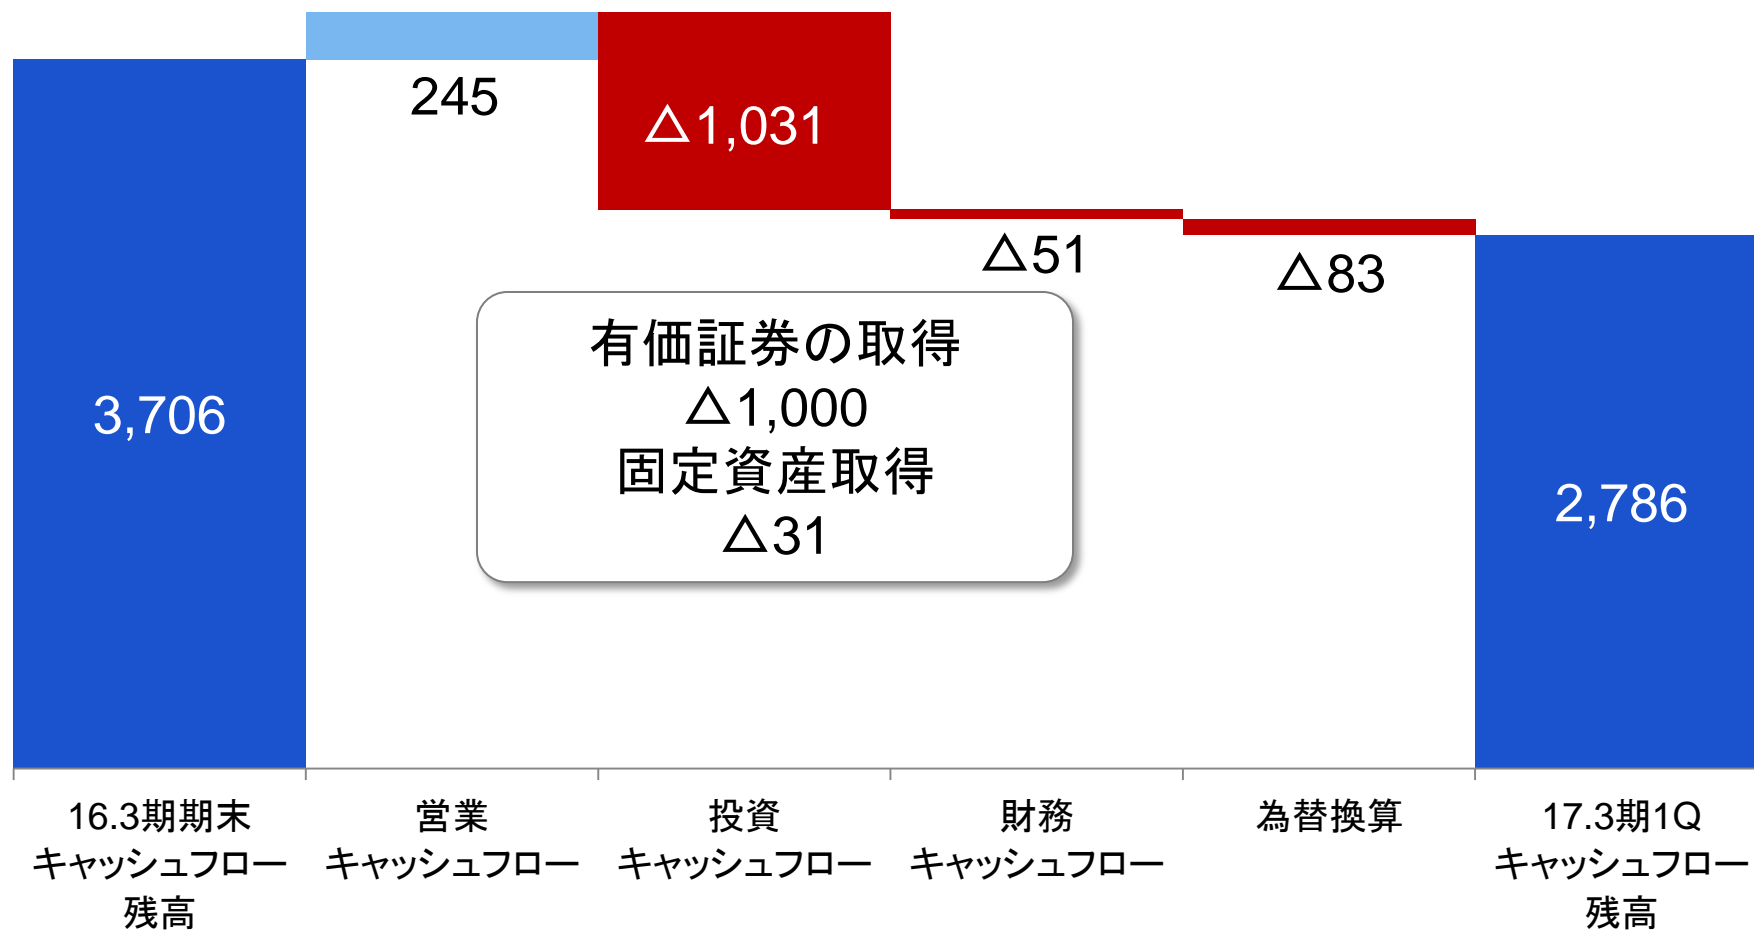 245
△1,031
△51
△83
有価証券の取得
△1,000
固定資産取得
△31
3,706
2,786
16.3期期末
キャッシュフロー
残高
営業
キャッシュフロー
投資
キャッシュフロー
財務
キャッシュフロー
為替換算
17.3期1Q
キャッシュフロー
残高